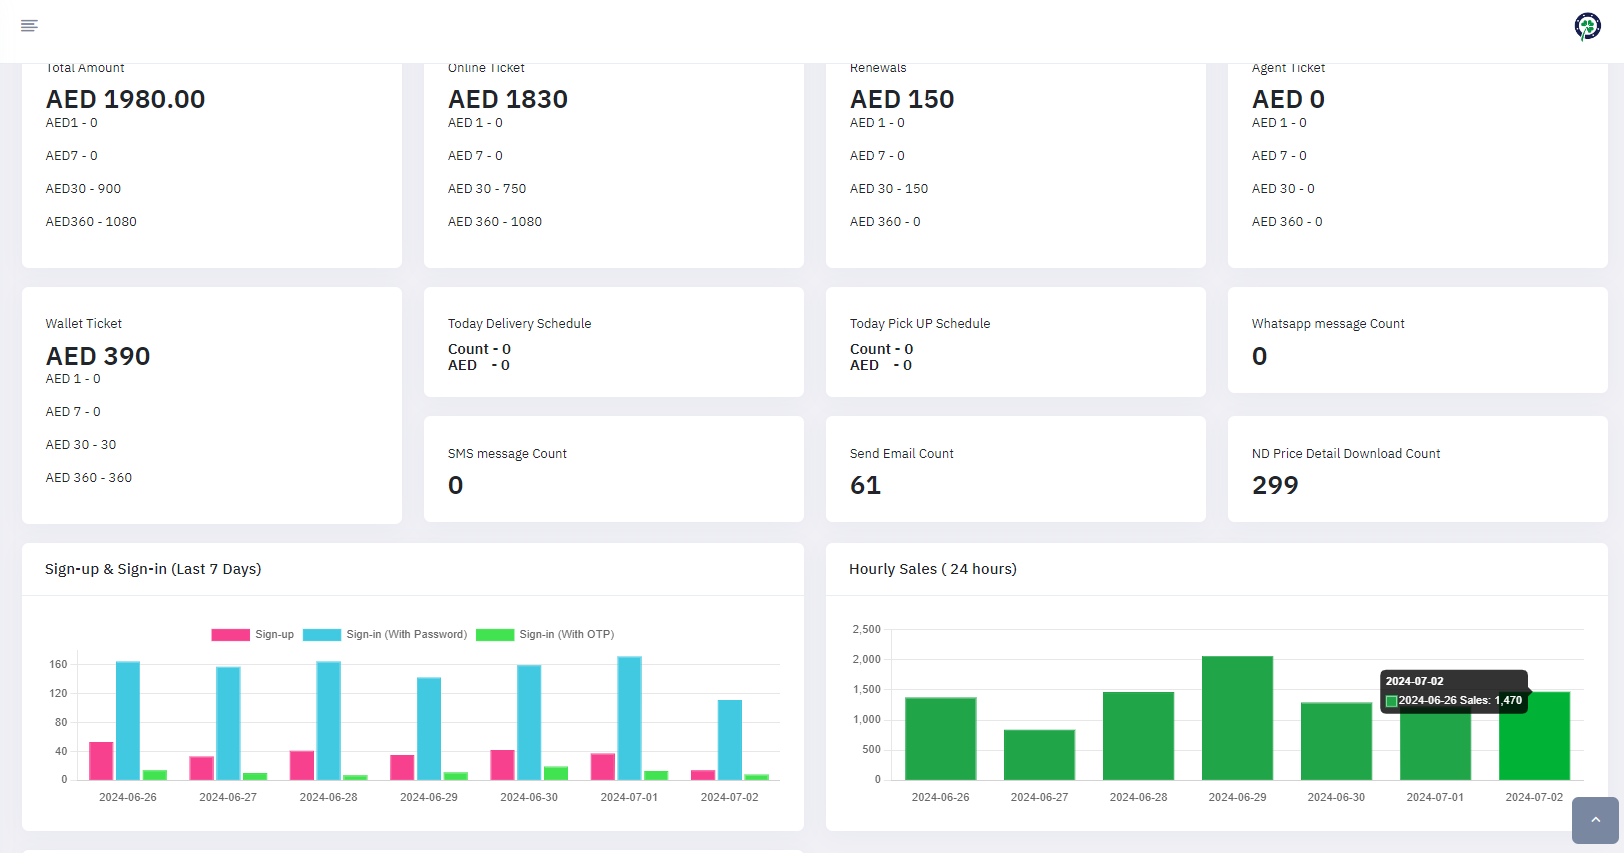 Total Amount
AED 1980.00
AED1 - 0
AED7 - 0
AED30 - 900
AED360 - 1080
Online Ticket
AED 1830
AED 1 - 0
AED 7 - 0
AED 30 - 750
AED 360 - 1080
Renewals
AED 150
AED 1 - 0
AED 7 - 0
AED 30 - 150
AED 360 - 0
Agent Ticket
AED 0
AED 1 - 0
AED 7 - 0
AED 30 - 0
AED 360 - 0
Wallet Ticket
AED 390
AED 1 - 0
AED 7 - 0
AED 30 - 30
AED 360 - 360
Today Delivery Schedule
Count - 0
AED - 0
Today Pick UP Schedule
Count - 0
AED - 0
Whatsapp message Count
0
SMS message Count
0
Send Email Count
61
ND Price Detail Download Count
299
Sign-up & Sign-in (Last 7 Days)
Sign-up Sign-in (With Password) Sign-in (With OTP)
160
120
80
40
0
2024-06-26 2024-06-27 2024-06-28 2024-06-29 2024-06-30 2024-07-01 2024-07-02
Hourly Sales ( 24 hours)
2,500
2,000
1,500
1,000
500
0
2024-07-02
2024-06-26 Sales: 1,470
2024-06-26 2024-06-27 2024-06-28 2024-06-29 2024-06-30 2024-07-01 2024-07-02